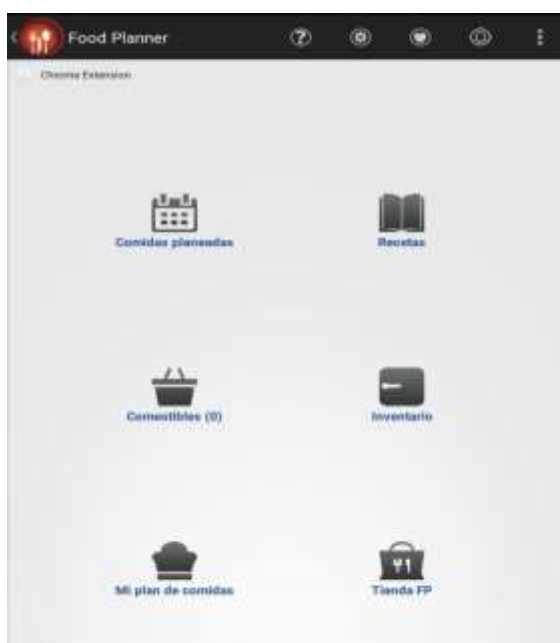 Food Planner
Chrome Extension
Comidas planeadas
Recetas
Comestibles (0)
Inventario
Mi plan de comidas
Tienda FP